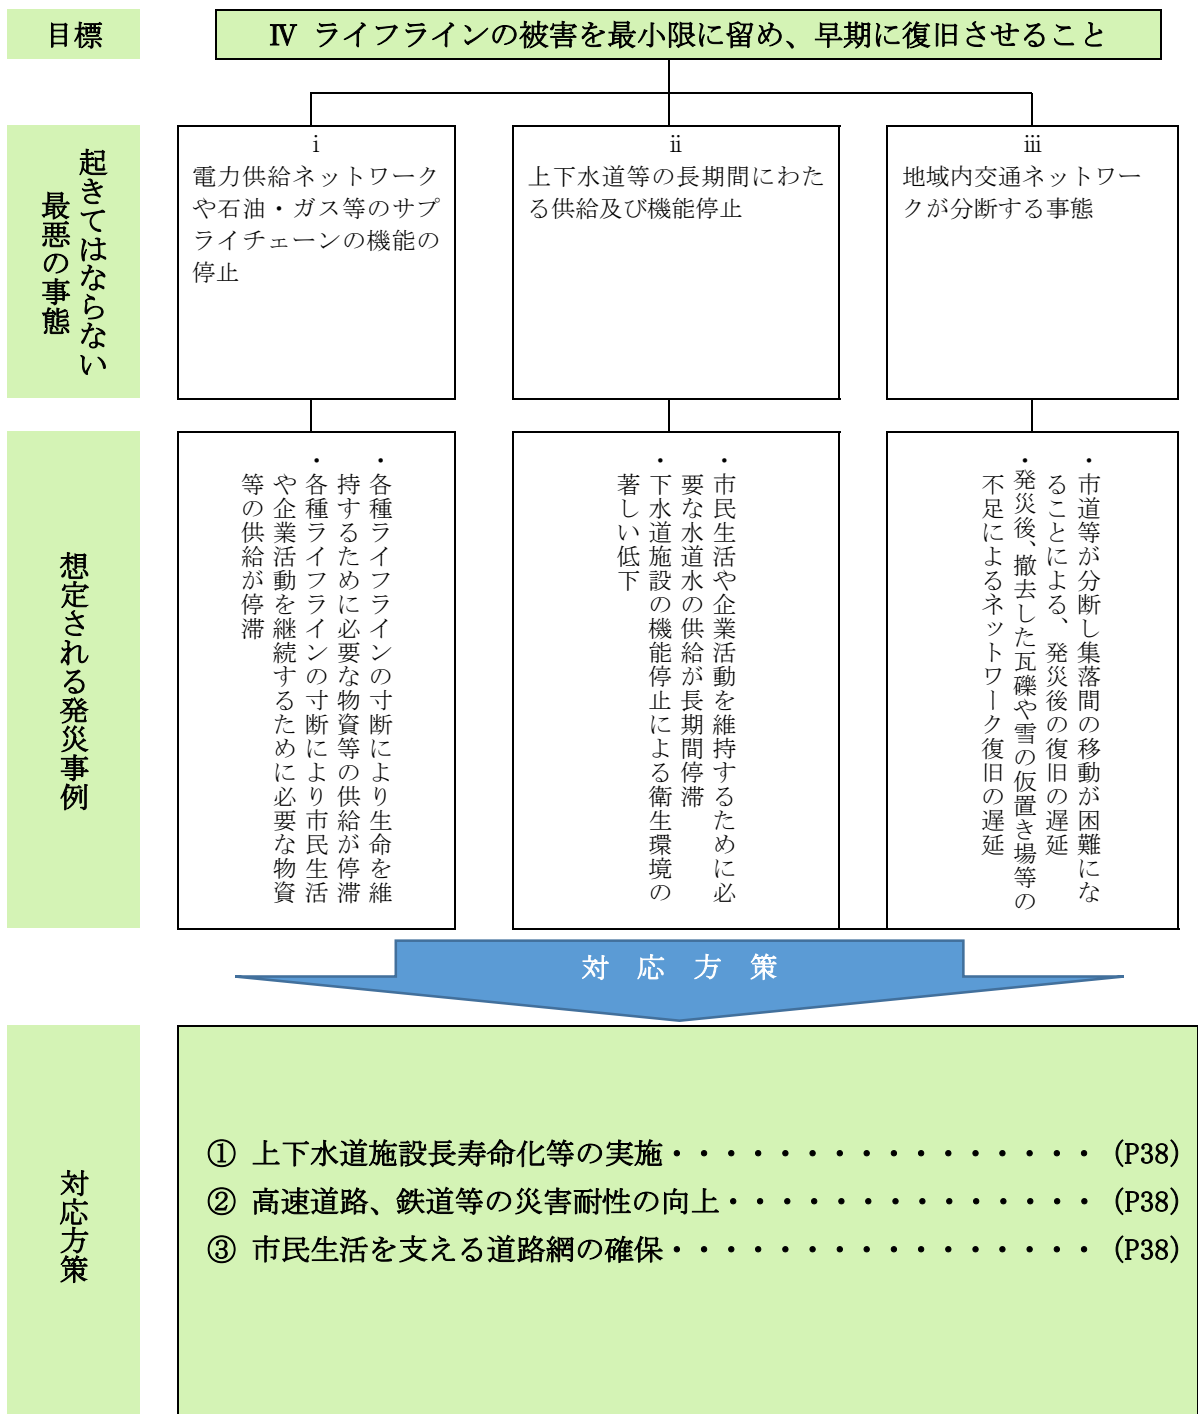 目標
Ⅳ ライフラインの被害を最小限に留め、早期に復旧させること
起きてはならない
最悪の事態
ⅰ
電力供給ネットワーク
や石油・ガス等のサプ
ライチェーンの機能の
停止
ⅱ
上下水道等の長期間にわた
る供給及び機能停止
ⅲ
地域内交通ネットワー
クが分断する事態
想定される発災事例
・各種ライフラインの寸断により生命を維
持するために必要な物資等の供給が停滞
・各種ライフラインの寸断により市民生活
や企業活動を継続するために必要な物資
等の供給が停滞
・市民生活や企業活動を維持するために必
要な水道水の供給が長期間停滞
・下水道施設の機能停止による衛生環境の
著しい低下
・市道等が分断し集落間の移動が困難にな
ることによる、発災後の復旧の遅延
・発災後、撤去した瓦礫や雪の仮置き場等の
不足によるネットワーク復旧の遅延
対 応 方 策
対応方策
① 上下水道施設長寿命化等の実施・・・・・・・・・・・・・・・・(P38)
② 高速道路、鉄道等の災害耐性の向上・・・・・・・・・・・・・・(P38)
③ 市民生活を支える道路網の確保・・・・・・・・・・・・・・・・(P38)